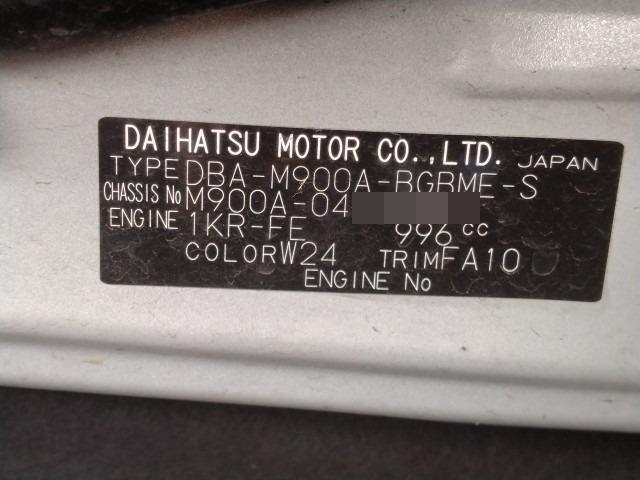 DAIHATSU MOTOR CO.,LTD. JAPAN
TYPE DBA-M900A-BGBME-S
CHASSIS No M900A-04
ENGINE 1KR-FE 996cc
COLOR W24 TRIM FA10
ENGINE No